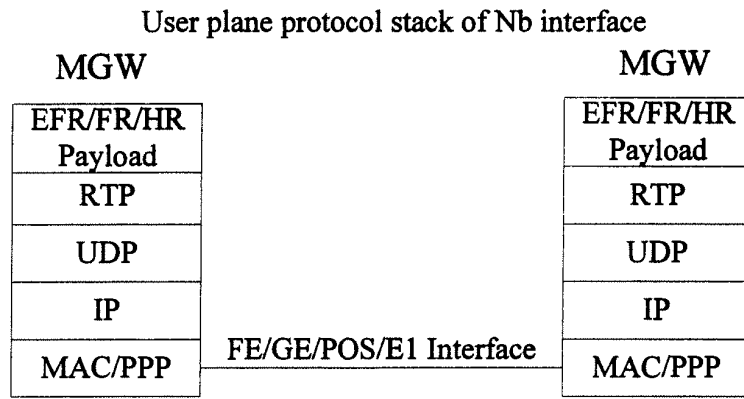 User plane protocol stack of Nb interface
MGW
MGW
EFR/FR/HR
Payload
EFR/FR/HR
Payload
RTP
RTP
UDP
UDP
IP
IP
MAC/PPP
FE/GE/POS/E1 Interface
MAC/PPP